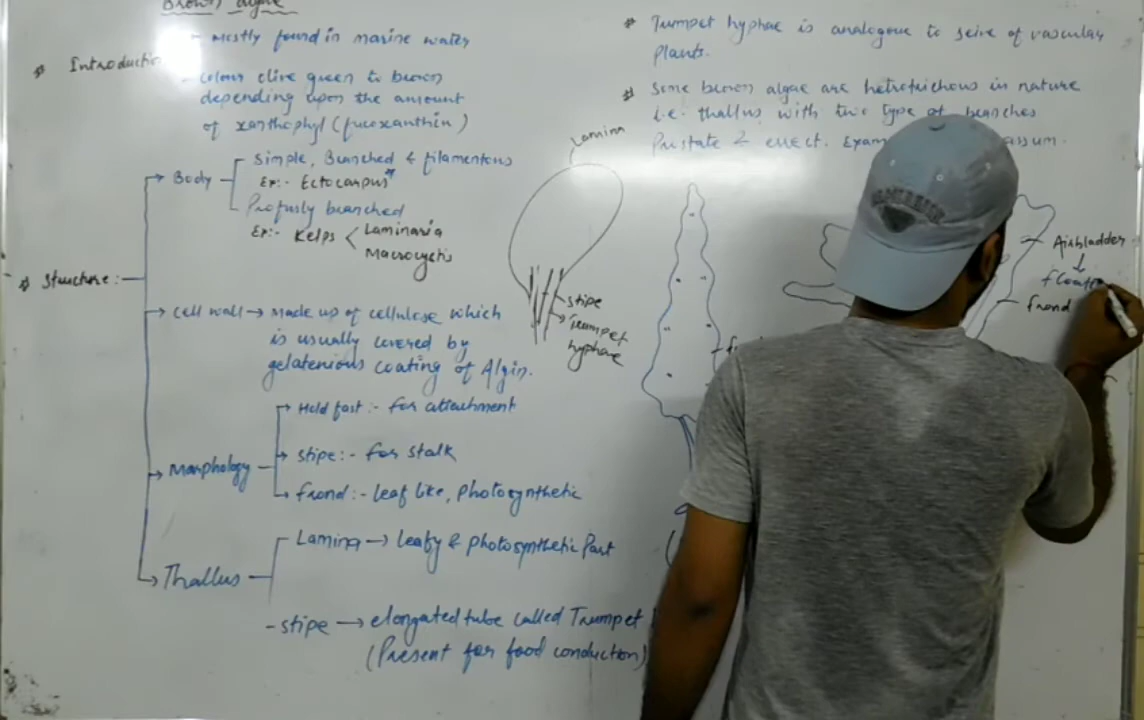 Brown algae
* Introduction
- mostly found in marine water
- colour olive green to brown
depending upon the amount
of xanthophyl (fucoxanthin)
* Structure :-
Body
Simple, Branched & filamentous
Ex:- Ectocarpus
Profusly branched
Ex:- Kelps < Laminaria
Macrocystis
Cell wall → Made up of cellulose which
is usually covered by
gelatenious coating of Algin.
Morphology
Hold fast :- for attachment
Stipe :- for stalk
frond :- leaf like, photosynthetic
Thallus
Lamina → leafy & photosynthetic Part
- stipe → elongated tube called Trumpet
(Present for food conduction)
Lamina
stipe
Trumpet
hyphae
* Trumpet hyphae is analogous to seive of vascular
plants.
* Some brown algae are hetrotrichous in nature
i.e. thallus with two type of branches
Prostate & errect. Exam
assum.
Airbladder
↓
frond